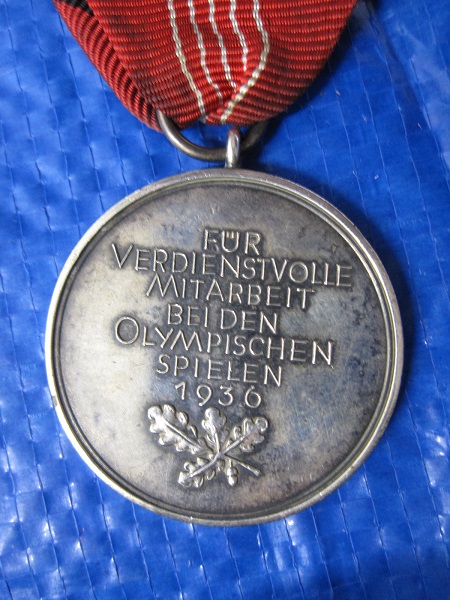 FÜR
VERDIENSTVOLLE
MITARBEIT
BEI DEN
OLYMPISCHEN
SPIELEN
1936